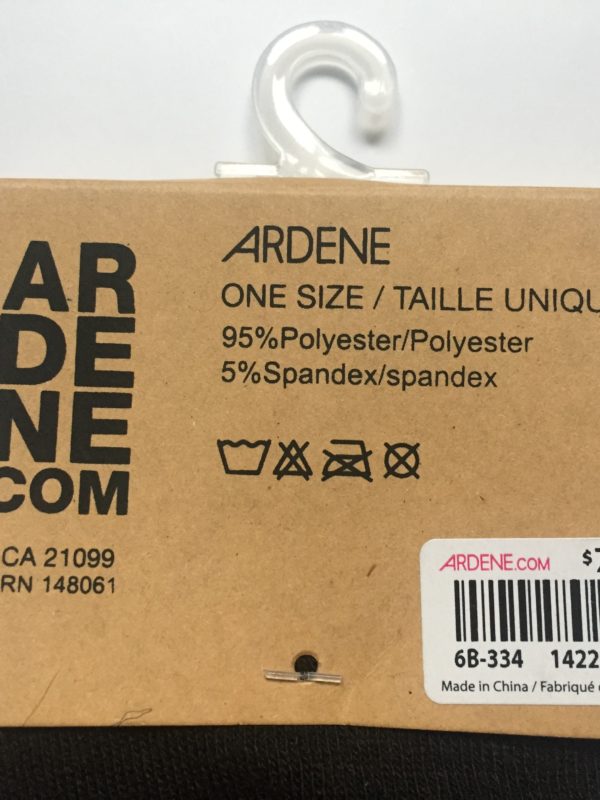 AR
DE
NE
.COM
CA 21099
RN 148061
ARDENE
ONE SIZE / TAILLE UNIQU
95%Polyester/Polyester
5%Spandex/spandex
ARDENE.COM $7
6B-334 1422
Made in China / Fabriqué